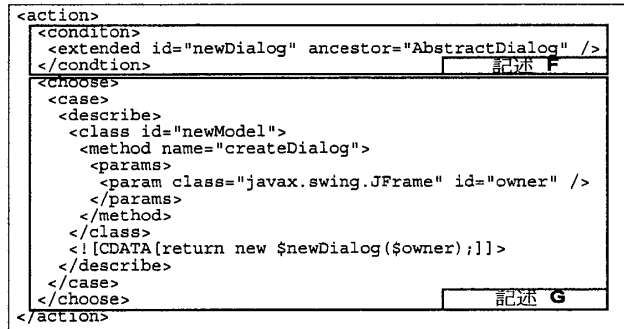 <action>
<conditon>
<extended id="newDialog" ancestor="AbstractDialog" />
</condtion>
記述 F
<choose>
<case>
<describe>
<class id="newModel">
<method name="createDialog">
<params>
<param class="javax.swing.JFrame" id="owner" />
</params>
</method>
</class>
<![CDATA[return new $newDialog($owner);]]>
</describe>
</case>
</choose>
記述 G
</action>